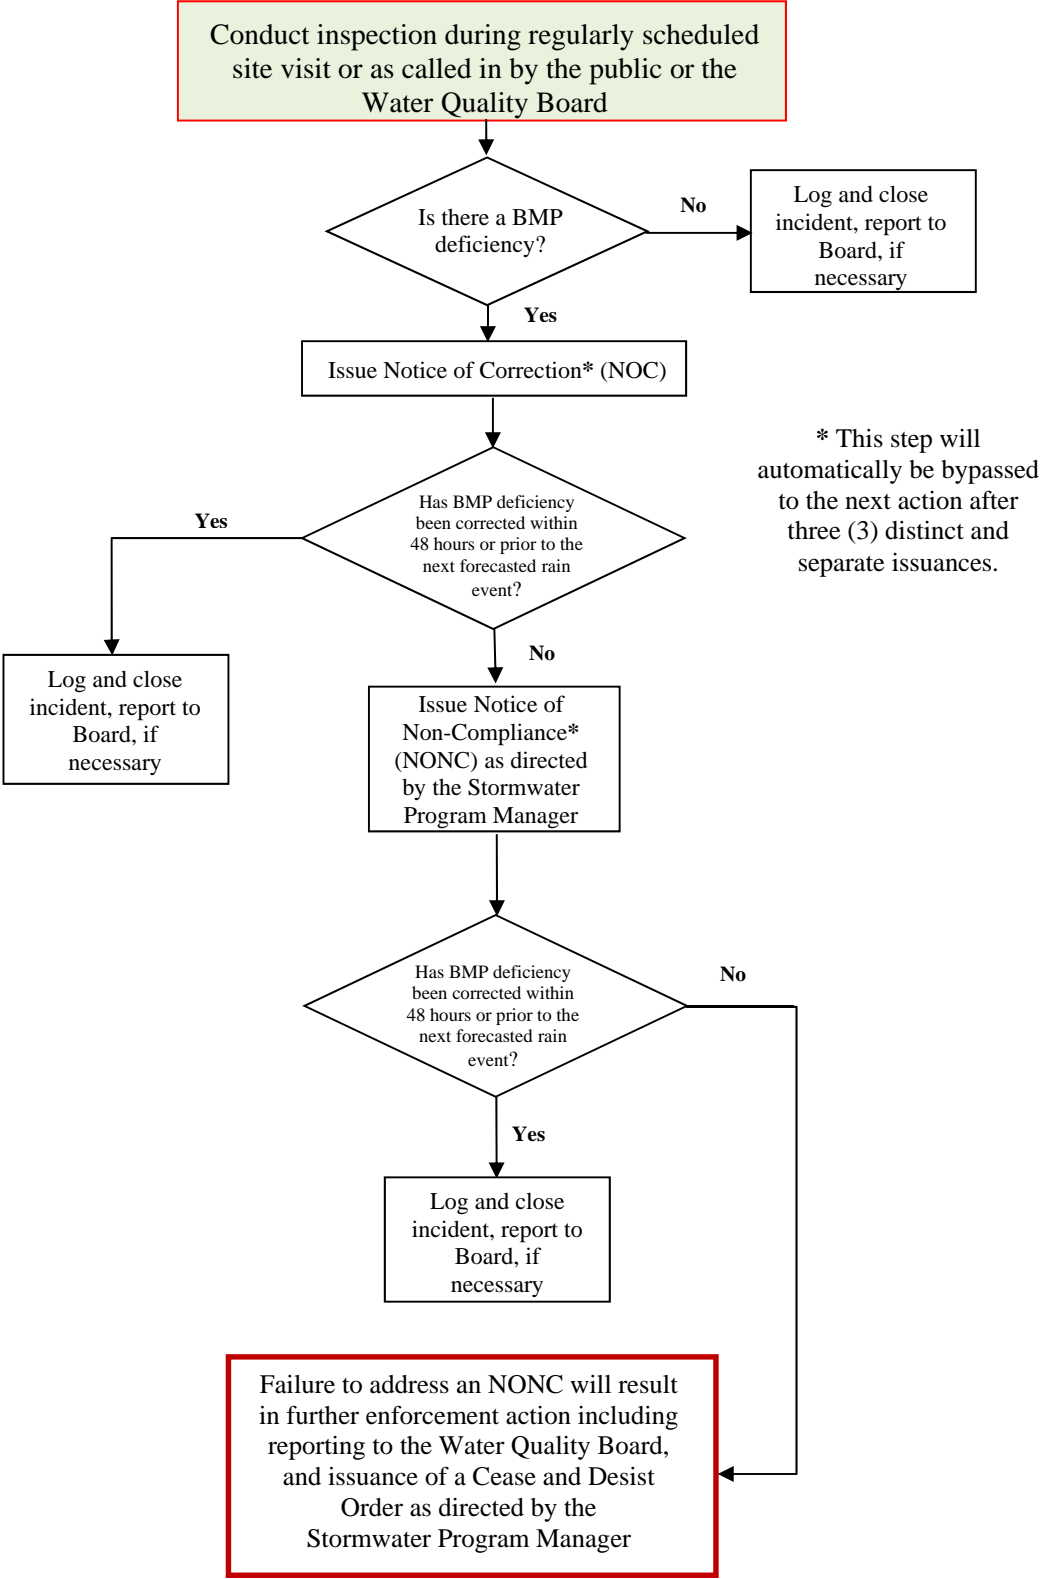 Conduct inspection during regularly scheduled
site visit or as called in by the public or the
Water Quality Board
Is there a BMP
deficiency?
No
Log and close
incident, report to
Board, if
necessary
Yes
Issue Notice of Correction* (NOC)
* This step will
automatically be bypassed
to the next action after
three (3) distinct and
separate issuances.
Has BMP deficiency
been corrected within
48 hours or prior to the
next forecasted rain
event?
Yes
Log and close
incident, report to
Board, if
necessary
No
Issue Notice of
Non-Compliance*
(NONC) as directed
by the Stormwater
Program Manager
Has BMP deficiency
been corrected within
48 hours or prior to the
next forecasted rain
event?
No
Yes
Log and close
incident, report to
Board, if
necessary
Failure to address an NONC will result
in further enforcement action including
reporting to the Water Quality Board,
and issuance of a Cease and Desist
Order as directed by the
Stormwater Program Manager